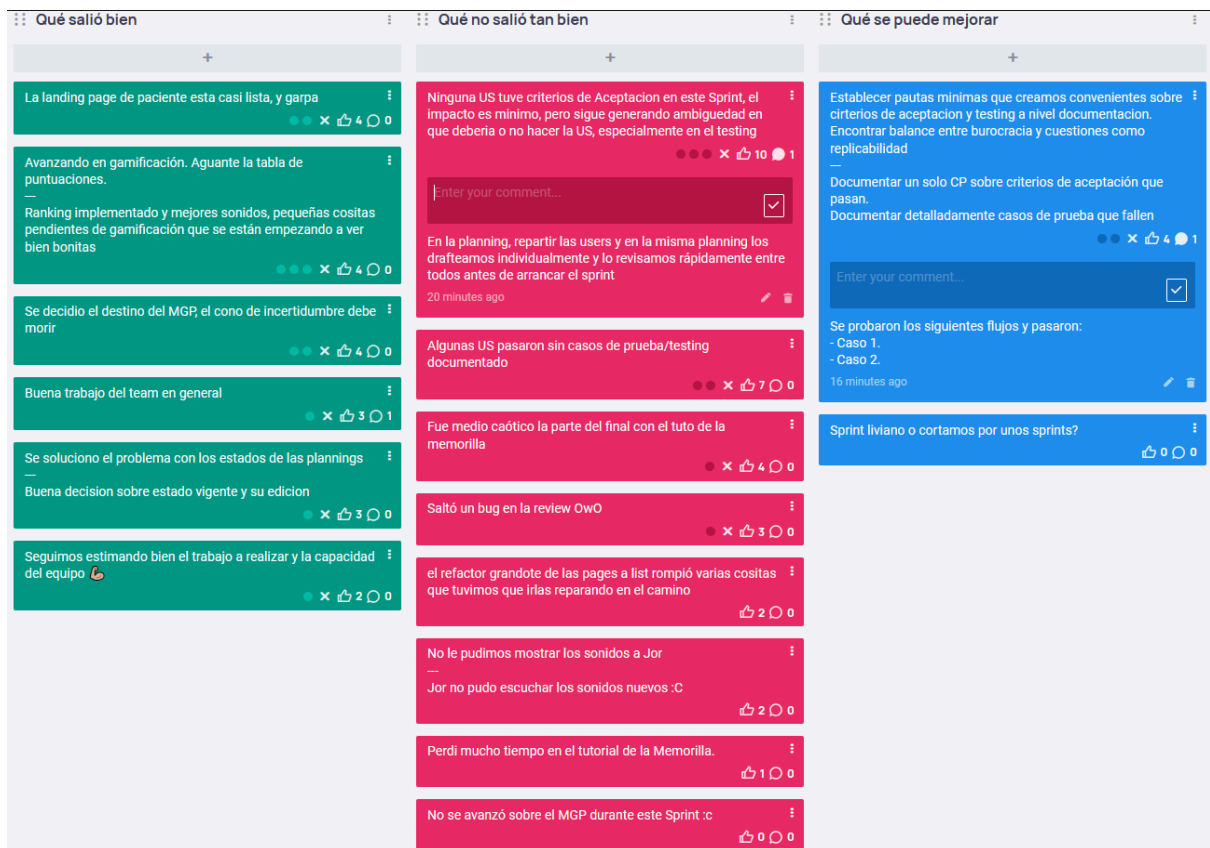 Qué salió bien
+
La landing page de paciente esta casi lista, y garpa
4 0
Avanzando en gamificación. Aguante la tabla de
puntuaciones.
—
Ranking implementado y mejores sonidos, pequeñas cositas
pendientes de gamificación que se están empezando a ver
bien bonitas
4 0
Se decidio el destino del MGP, el cono de incertidumbre debe
morir
4 0
Buena trabajo del team en general
3 1
Se soluciono el problema con los estados de las plannings
—
Buena decision sobre estado vigente y su edicion
3 0
Seguimos estimando bien el trabajo a realizar y la capacidad
del equipo 💪🏽
2 0
Qué no salió tan bien
+
Ninguna US tuve criterios de Aceptacion en este Sprint, el
impacto es minimo, pero sigue generando ambiguedad en
que deberia o no hacer la US, especialmente en el testing
10 1
Enter your comment...
En la planning, repartir las users y en la misma planning los
drafteamos individualmente y lo revisamos rápidamente entre
todos antes de arrancar el sprint
20 minutes ago
Algunas US pasaron sin casos de prueba/testing
documentado
7 0
Fue medio caótico la parte del final con el tuto de la
memorilla
4 0
Saltó un bug en la review OwO
3 0
el refactor grandote de las pages a list rompió varias cositas
que tuvimos que irlas reparando en el camino
2 0
No le pudimos mostrar los sonidos a Jor
—
Jor no pudo escuchar los sonidos nuevos :C
2 0
Perdi mucho tiempo en el tutorial de la Memorilla.
1 0
No se avanzó sobre el MGP durante este Sprint :c
0 0
Qué se puede mejorar
+
Establecer pautas minimas que creamos convenientes sobre
cirterios de aceptacion y testing a nivel documentacion.
Encontrar balance entre burocracia y cuestiones como
replicabilidad
—
Documentar un solo CP sobre criterios de aceptación que
pasan.
Documentar detalladamente casos de prueba que fallen
4 1
Enter your comment...
Se probaron los siguientes flujos y pasaron:
- Caso 1.
- Caso 2.
16 minutes ago
Sprint liviano o cortamos por unos sprints?
0 0